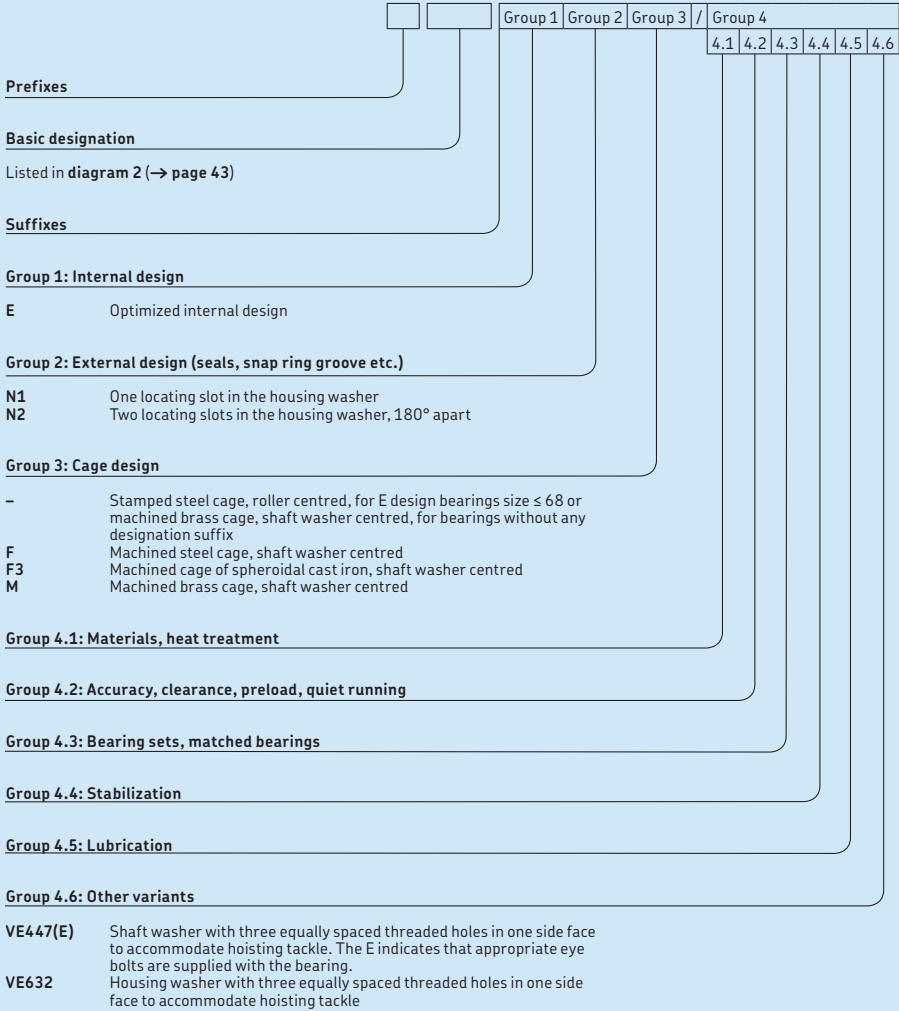 Group 1 Group 2 Group 3 / Group 4
4.1 4.2 4.3 4.4 4.5 4.6
Prefixes
Basic designation
Listed in diagram 2 (→ page 43)
Suffixes
Group 1: Internal design
E Optimized internal design
Group 2: External design (seals, snap ring groove etc.)
N1 One locating slot in the housing washer
N2 Two locating slots in the housing washer, 180° apart
Group 3: Cage design
– Stamped steel cage, roller centred, for E design bearings size ≤ 68 or
machined brass cage, shaft washer centred, for bearings without any
designation suffix
F Machined steel cage, shaft washer centred
F3 Machined cage of spheroidal cast iron, shaft washer centred
M Machined brass cage, shaft washer centred
Group 4.1: Materials, heat treatment
Group 4.2: Accuracy, clearance, preload, quiet running
Group 4.3: Bearing sets, matched bearings
Group 4.4: Stabilization
Group 4.5: Lubrication
Group 4.6: Other variants
VE447(E) Shaft washer with three equally spaced threaded holes in one side face
to accommodate hoisting tackle. The E indicates that appropriate eye
bolts are supplied with the bearing.
VE632 Housing washer with three equally spaced threaded holes in one side
face to accommodate hoisting tackle